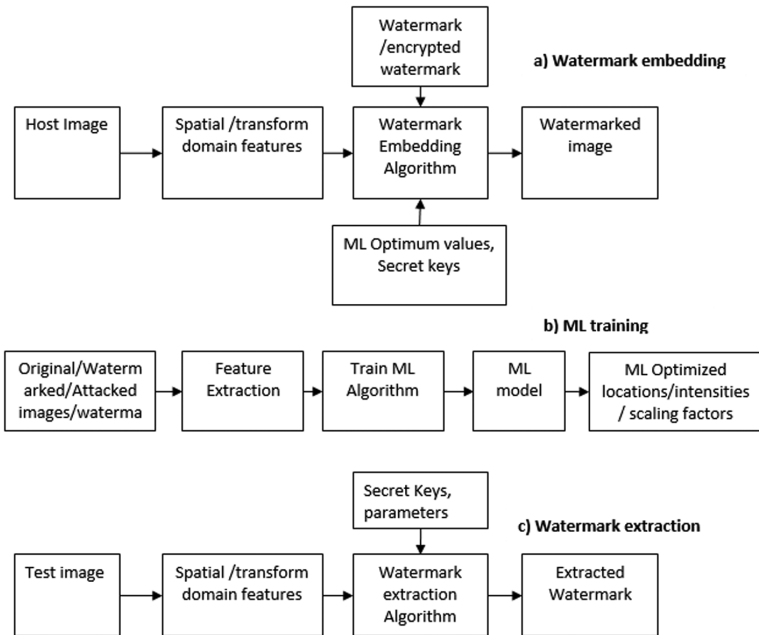 Watermark
/encrypted
watermark
a) Watermark embedding
Host Image
Spatial /transform
domain features
Watermark
Embedding
Algorithm
Watermarked
image
ML Optimum values,
Secret keys
b) ML training
Original/Waterm
arked/Attacked
images/waterma
Feature
Extraction
Train ML
Algorithm
ML
model
ML Optimized
locations/intensities
/ scaling factors
Secret Keys,
parameters
c) Watermark extraction
Test image
Spatial /transform
domain features
Watermark
extraction
Algorithm
Extracted
Watermark